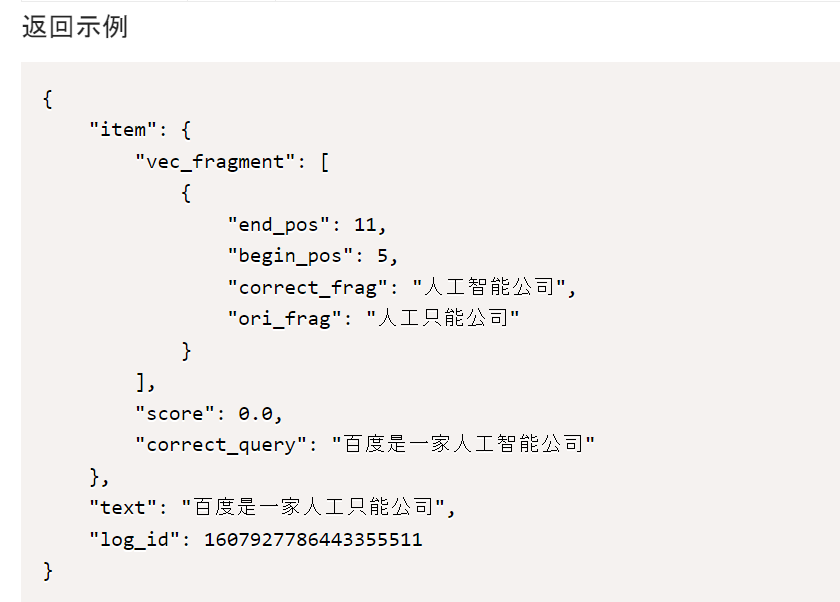 返回示例
{
"item": {
"vec_fragment": [
{
"end_pos": 11,
"begin_pos": 5,
"correct_frag": "人工智能公司",
"ori_frag": "人工只能公司"
}
],
"score": 0.0,
"correct_query": "百度是一家人工智能公司"
},
"text": "百度是一家人工只能公司",
"log_id": 1607927786443355511
}